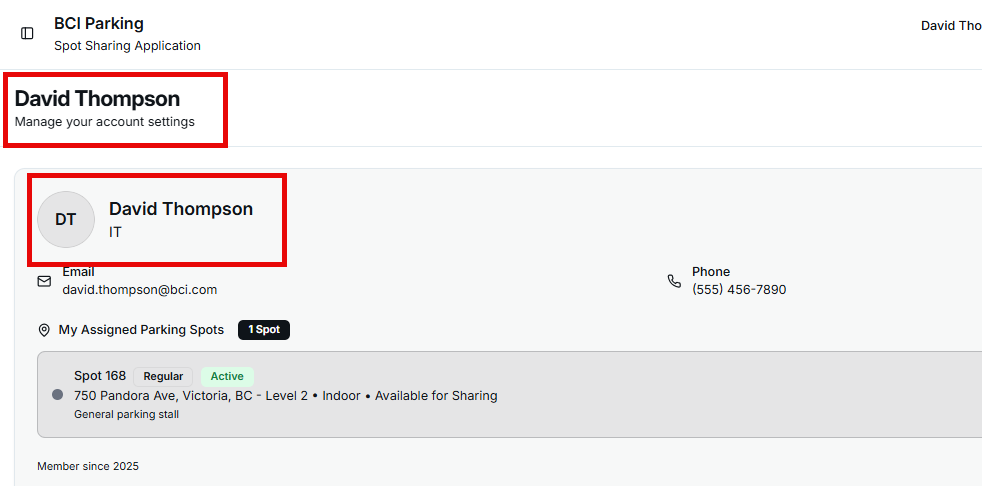 BCI Parking
Spot Sharing Application
David Tho
David Thompson
Manage your account settings
DT
David Thompson
IT
Email
david.thompson@bci.com
Phone
(555) 456-7890
My Assigned Parking Spots
1 Spot
Spot 168
Regular
Active
750 Pandora Ave, Victoria, BC - Level 2 • Indoor • Available for Sharing
General parking stall
Member since 2025